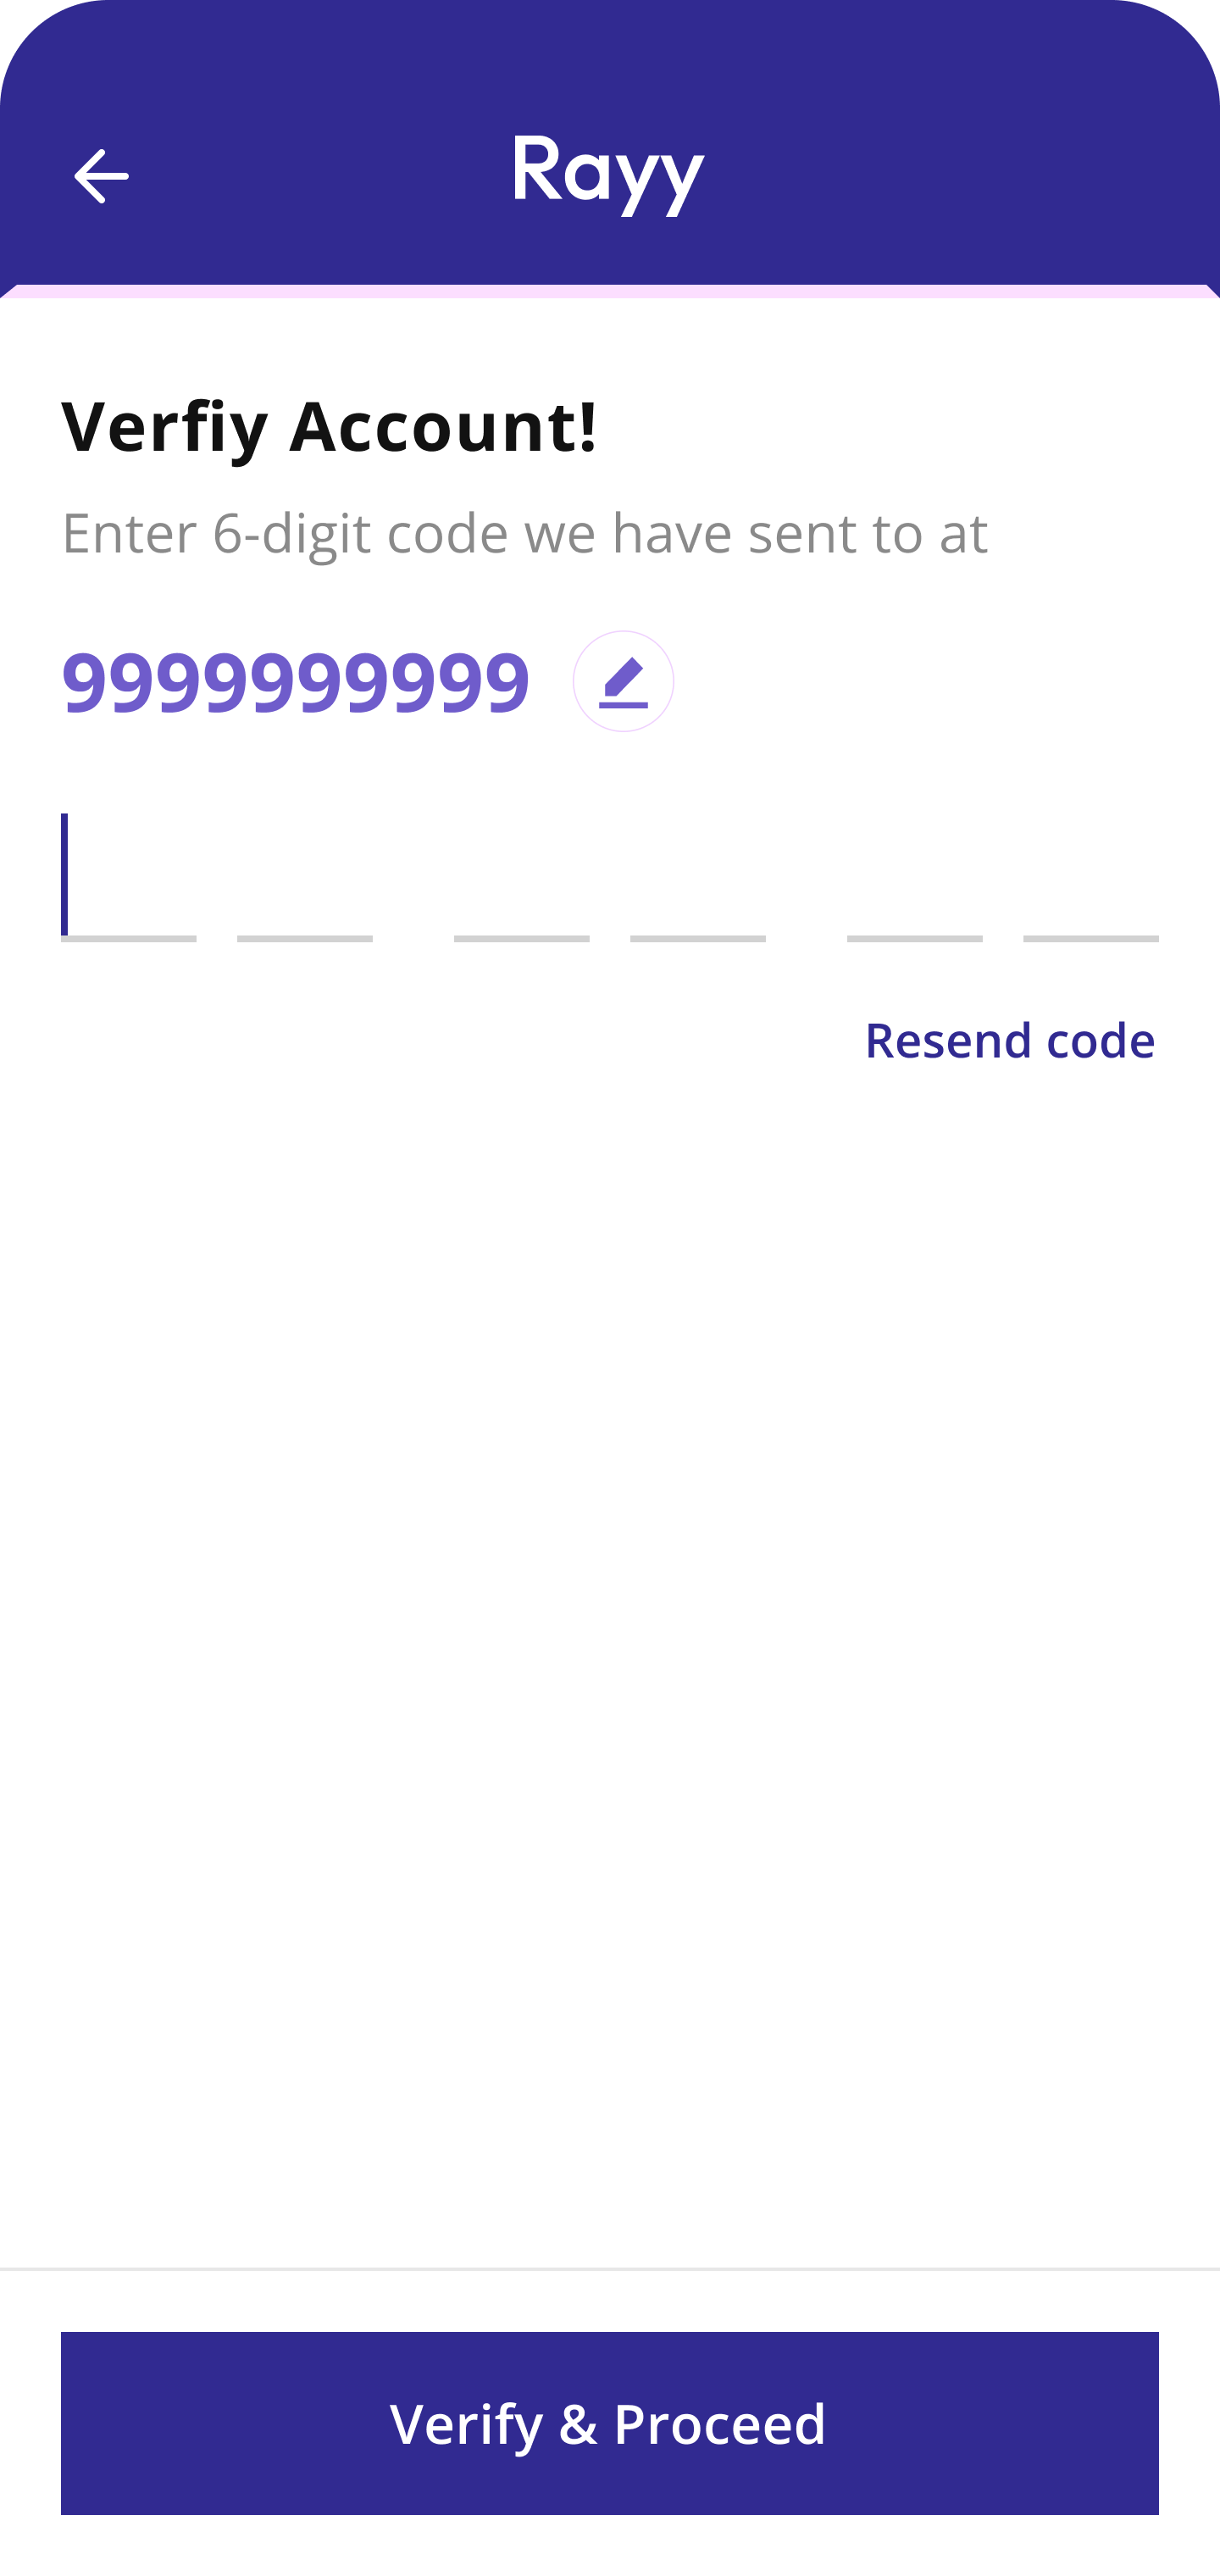 Rayy
Verfiy Account!
Enter 6-digit code we have sent to at
9999999999
Resend code
Verify & Proceed